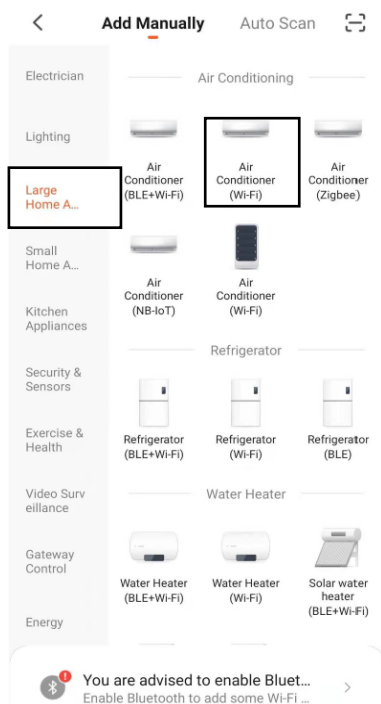 Add Manually Auto Scan
Electrician
Lighting
Large
Home A...
Small
Home A...
Kitchen
Appliances
Security &
Sensors
Exercise &
Health
Video Surv
eillance
Gateway
Control
Energy
Air Conditioning
Air
Conditioner
(BLE+Wi-Fi)
Air
Conditioner
(Wi-Fi)
Air
Conditioner
(Zigbee)
Air
Conditioner
(NB-IoT)
Air
Conditioner
(Wi-Fi)
Refrigerator
Refrigerator
(BLE+Wi-Fi)
Refrigerator
(Wi-Fi)
Refrigerator
(BLE)
Water Heater
Water Heater
(BLE+Wi-Fi)
Water Heater
(Wi-Fi)
Solar water
heater
(BLE+Wi-Fi)
You are advised to enable Bluet...
Enable Bluetooth to add some Wi-Fi ...